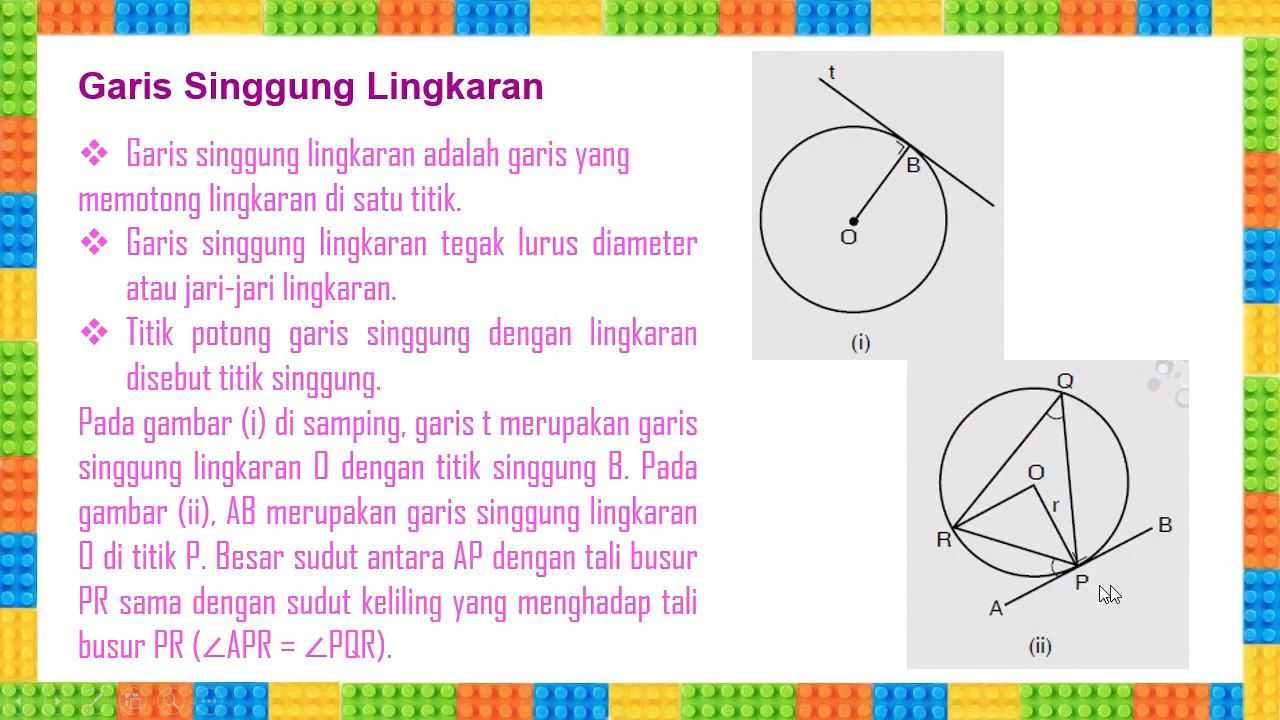 Garis Singgung Lingkaran
❖ Garis singgung lingkaran adalah garis yang
memotong lingkaran di satu titik.
❖ Garis singgung lingkaran tegak lurus diameter
atau jari-jari lingkaran.
❖ Titik potong garis singgung dengan lingkaran
disebut titik singgung.
Pada gambar (i) di samping, garis t merupakan garis
singgung lingkaran O dengan titik singgung B. Pada
gambar (ii), AB merupakan garis singgung lingkaran
O di titik P. Besar sudut antara AP dengan tali busur
PR sama dengan sudut keliling yang menghadap tali
busur PR (∠APR = ∠PQR).
t
B
O
(i)
Q
O
r
R
B
P
A
(ii)